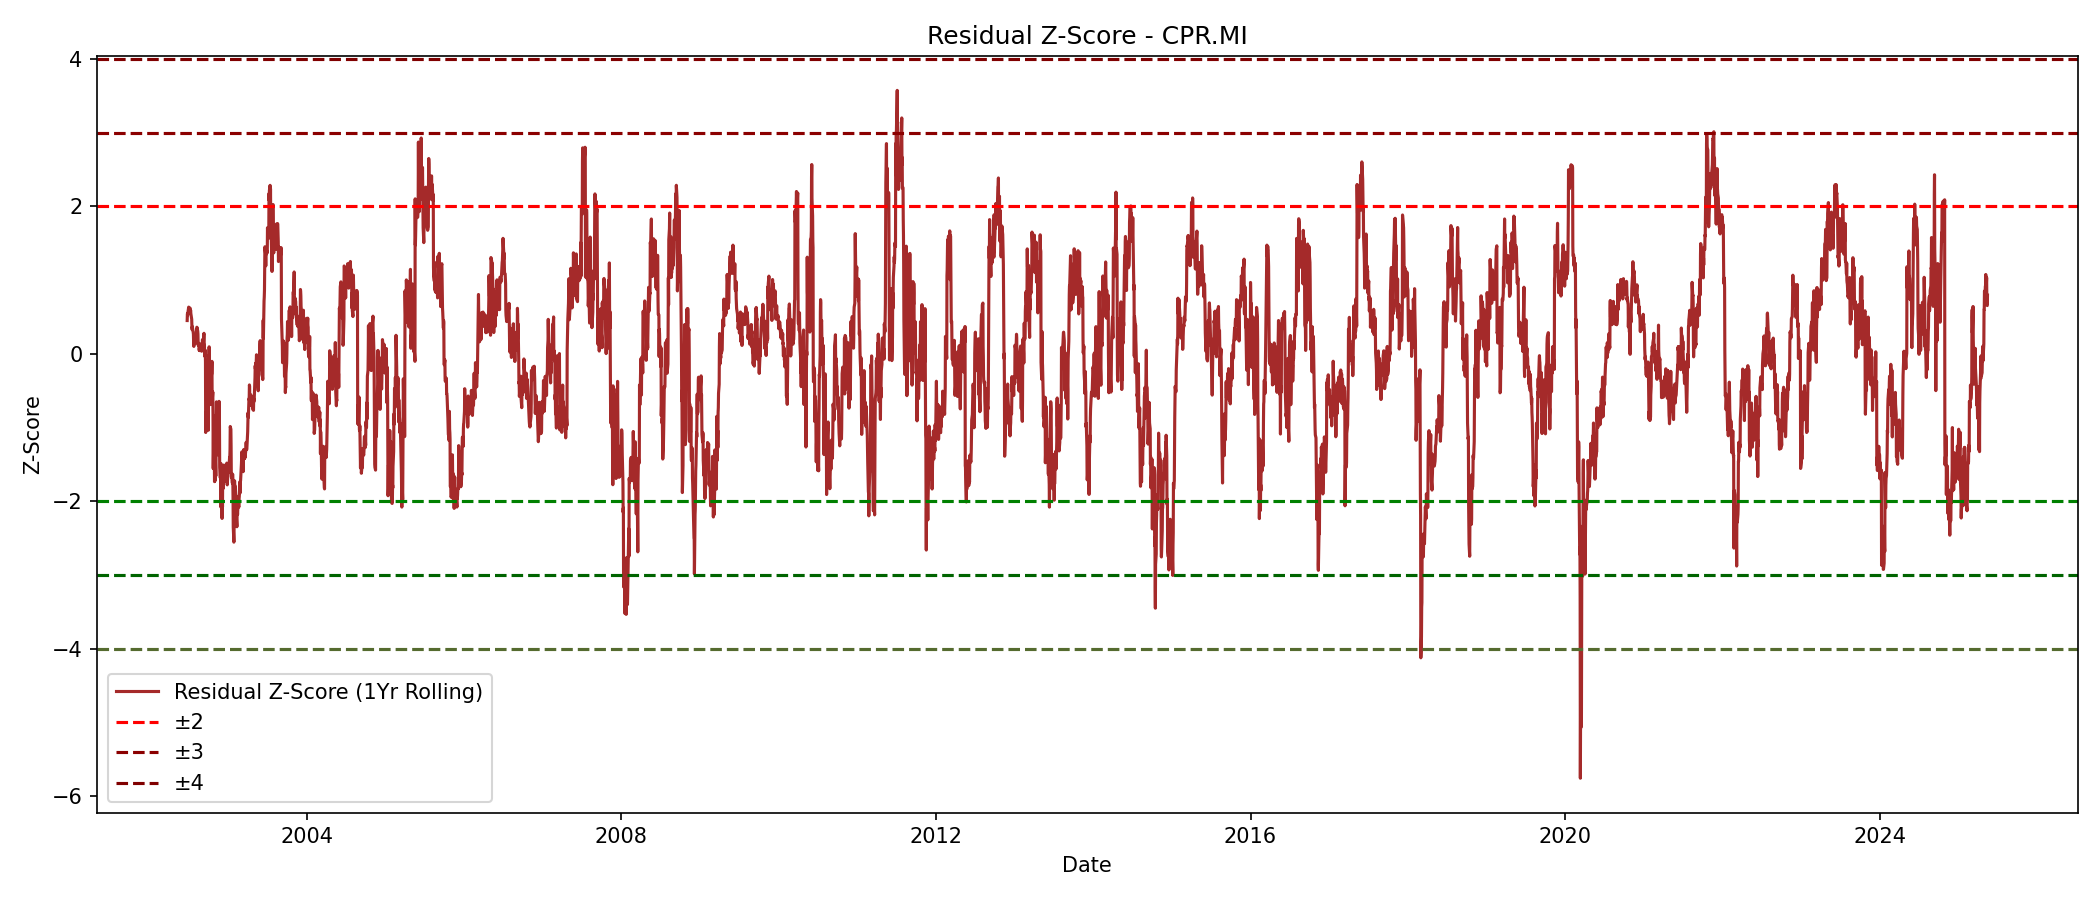 Residual Z-Score - CPR.MI
4
2
0
−2
−4
−6
Z-Score
Residual Z-Score (1Yr Rolling)
±2
±3
±4
2004 2008 2012 2016 2020 2024
Date